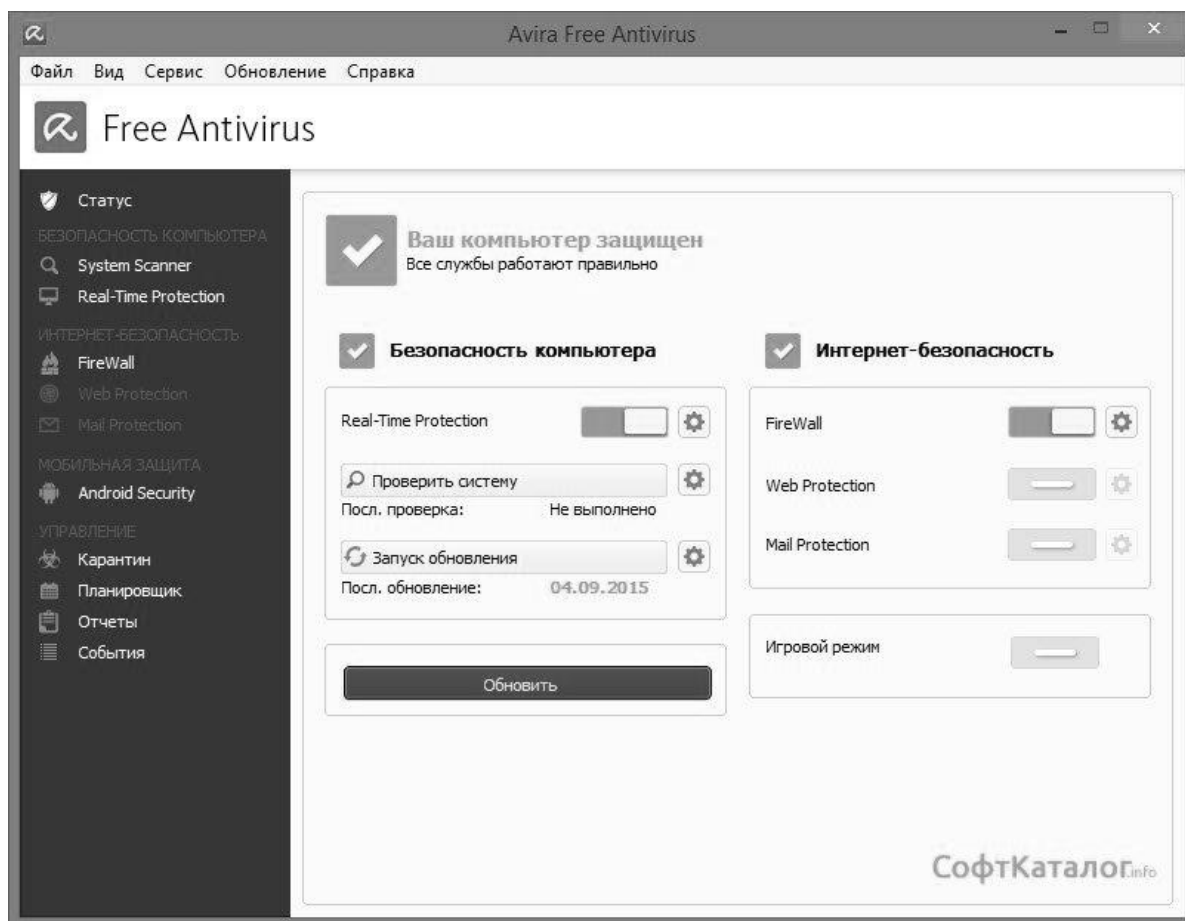 Avira Free Antivirus
Файл Вид Сервис Обновление Справка
Free Antivirus
Статус
БЕЗОПАСНОСТЬ КОМПЬЮТЕРА
System Scanner
Real-Time Protection
ИНТЕРНЕТ-БЕЗОПАСНОСТЬ
FireWall
Web Protection
Mail Protection
МОБИЛЬНАЯ ЗАЩИТА
Android Security
УПРАВЛЕНИЕ
Карантин
Планировщик
Отчеты
События
Ваш компьютер защищен
Все службы работают правильно
Безопасность компьютера
Real-Time Protection
Проверить систему
Посл. проверка: Не выполнено
Запуск обновления
Посл. обновление: 04.09.2015
Обновить
Интернет-безопасность
FireWall
Web Protection
Mail Protection
Игровой режим
СофтКаталог.info